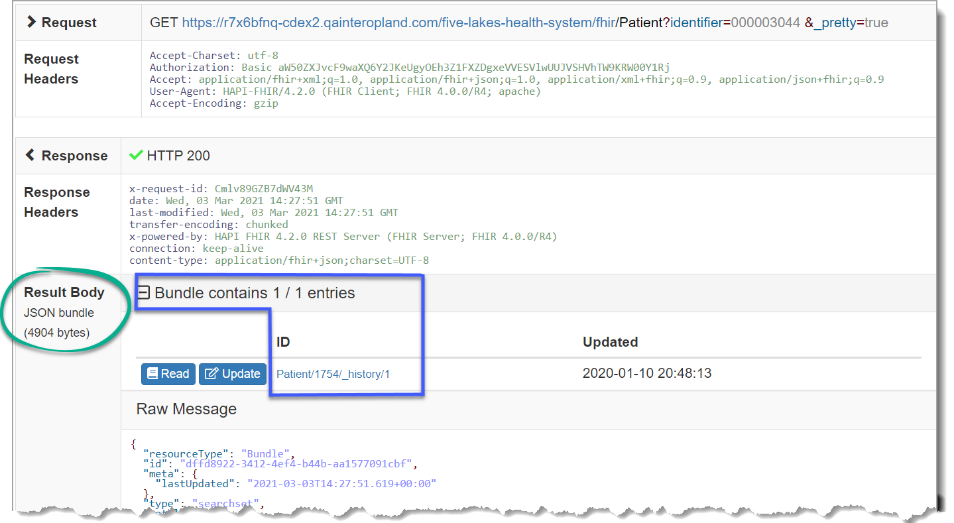 Request
GET https://r7x6bfnq-cdex2.qainteropland.com/five-lakes-health-system/fhir/Patient?identifier=000003044 &_pretty=true
Request Headers
Accept-Charset: utf-8
Authorization: Basic aW50ZXJvcF9waXQ6Y2JKeUgyOEh3Z1FXZDgxeVVESVlwUUJVSHVhTW9KRW00Y1Rj
Accept: application/fhir+xml;q=1.0, application/fhir+json;q=1.0, application/xml+fhir;q=0.9, application/json+fhir;q=0.9
User-Agent: HAPI-FHIR/4.2.0 (FHIR Client; FHIR 4.0.0/R4; apache)
Accept-Encoding: gzip
Response
HTTP 200
Response Headers
x-request-id: Cmlv89GZB7dWV43M
date: Wed, 03 Mar 2021 14:27:51 GMT
last-modified: Wed, 03 Mar 2021 14:27:51 GMT
transfer-encoding: chunked
x-powered-by: HAPI FHIR 4.2.0 REST Server (FHIR Server; FHIR 4.0.0/R4)
connection: keep-alive
content-type: application/fhir+json;charset=UTF-8
Result Body
JSON bundle
(4904 bytes)
Bundle contains 1 / 1 entries
ID Updated
Read Update Patient/1754/_history/1 2020-01-10 20:48:13
Raw Message
{
"resourceType": "Bundle",
"id": "dffd8922-3412-4ef4-b44b-aa1577091cbf",
"meta": {
"lastUpdated": "2021-03-03T14:27:51.619+00:00"
},
"type": "searchset",